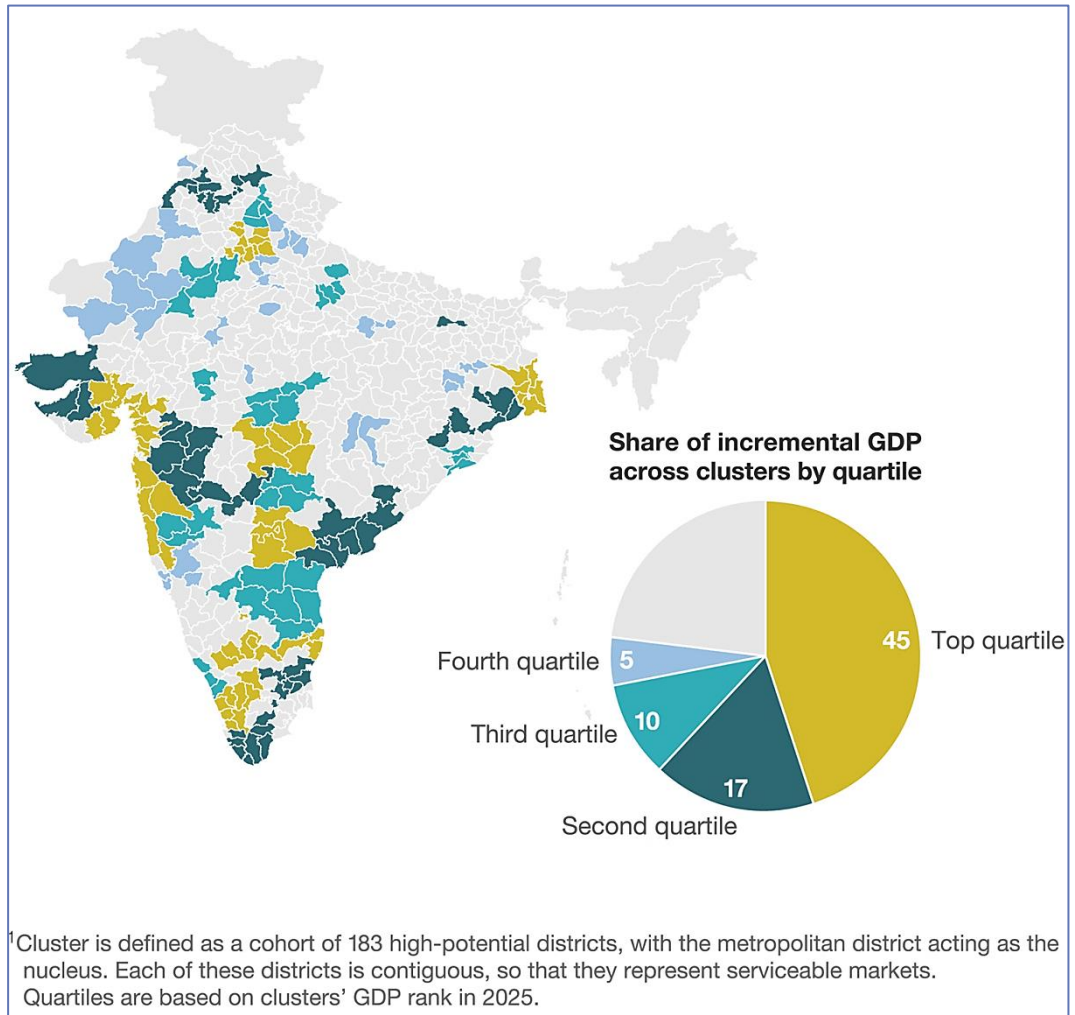 Share of incremental GDP
across clusters by quartile
45
Top quartile
Fourth quartile
5
Third quartile
10
17
Second quartile
¹Cluster is defined as a cohort of 183 high-potential districts, with the metropolitan district acting as the
nucleus. Each of these districts is contiguous, so that they represent serviceable markets.
Quartiles are based on clusters’ GDP rank in 2025.